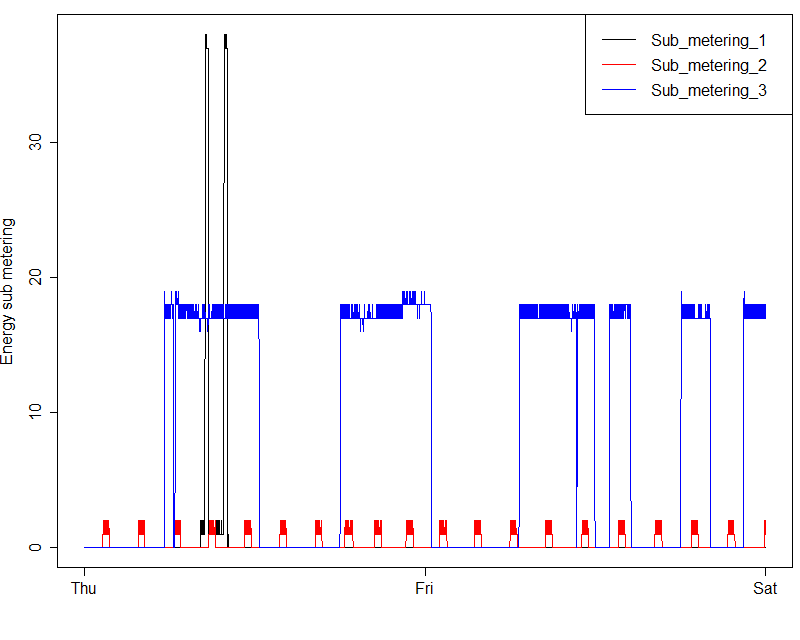 Sub_metering_1
Sub_metering_2
Sub_metering_3
Energy sub metering
30
20
10
0
Thu
Fri
Sat